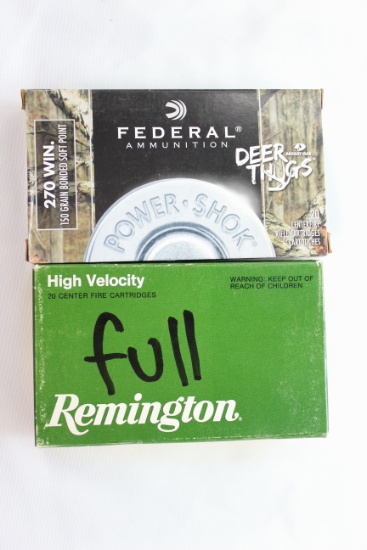 FEDERAL®
AMMUNITION
270 WIN.
150 GRAIN BONDED SOFT POINT
DEER
THUGS
POWER·SHOK
20
High Velocity
20 CENTER FIRE CARTRIDGES
WARNING: KEEP OUT OF
REACH OF CHILDREN
full
Remington®